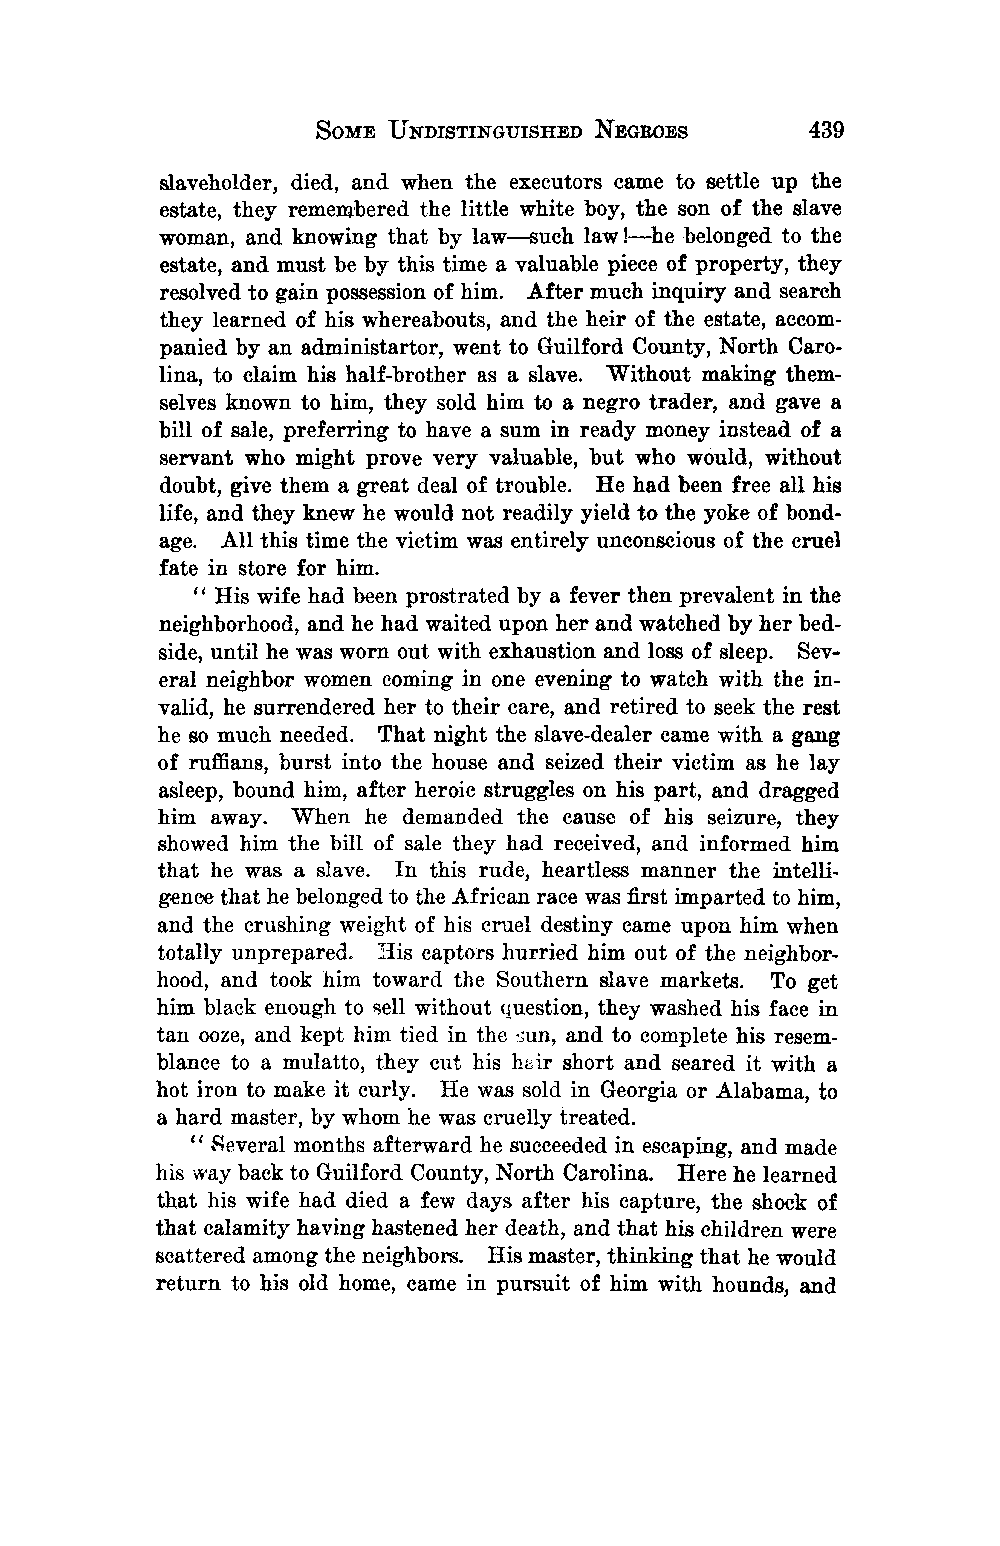 SOME UNDISTINGUISHED NEGROES 439
slaveholder, died, and when the executors came to settle up the
estate, they remembered the little white boy, the son of the slave
woman, and knowing that by law—such law!—he belonged to the
estate, and must be by this time a valuable piece of property, they
resolved to gain possession of him. After much inquiry and search
they learned of his whereabouts, and the heir of the estate, accom-
panied by an administartor, went to Guilford County, North Caro-
lina, to claim his half-brother as a slave. Without making them-
selves known to him, they sold him to a negro trader, and gave a
bill of sale, preferring to have a sum in ready money instead of a
servant who might prove very valuable, but who would, without
doubt, give them a great deal of trouble. He had been free all his
life, and they knew he would not readily yield to the yoke of bond-
age. All this time the victim was entirely unconscious of the cruel
fate in store for him.
“ His wife had been prostrated by a fever then prevalent in the
neighborhood, and he had waited upon her and watched by her bed-
side, until he was worn out with exhaustion and loss of sleep. Sev-
eral neighbor women coming in one evening to watch with the in-
valid, he surrendered her to their care, and retired to seek the rest
he so much needed. That night the slave-dealer came with a gang
of ruffians, burst into the house and seized their victim as he lay
asleep, bound him, after heroic struggles on his part, and dragged
him away. When he demanded the cause of his seizure, they
showed him the bill of sale they had received, and informed him
that he was a slave. In this rude, heartless manner the intelli-
gence that he belonged to the African race was first imparted to him,
and the crushing weight of his cruel destiny came upon him when
totally unprepared. His captors hurried him out of the neighbor-
hood, and took him toward the Southern slave markets. To get
him black enough to sell without question, they washed his face in
tan ooze, and kept him tied in the sun, and to complete his resem-
blance to a mulatto, they cut his hair short and seared it with a
hot iron to make it curly. He was sold in Georgia or Alabama, to
a hard master, by whom he was cruelly treated.
“ Several months afterward he succeeded in escaping, and made
his way back to Guilford County, North Carolina. Here he learned
that his wife had died a few days after his capture, the shock of
that calamity having hastened her death, and that his children were
scattered among the neighbors. His master, thinking that he would
return to his old home, came in pursuit of him with hounds, and